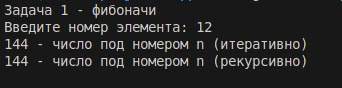 Задача 1 - фибоначи
Введите номер элемента: 12
144 - число под номером n (итеративно)
144 - число под номером n (рекурсивно)